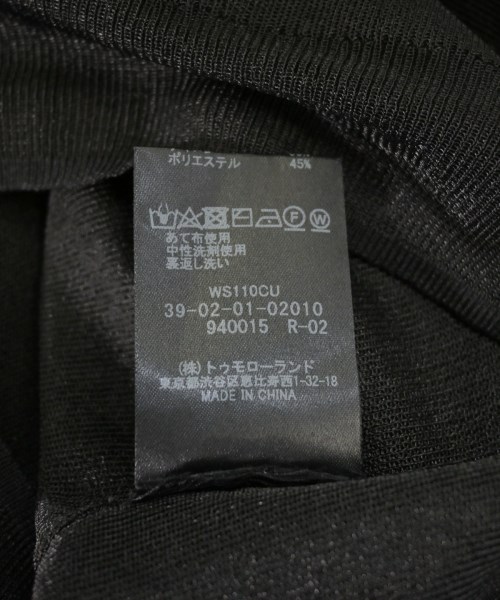 ポリエステル 45%
あて布使用
中性洗剤使用
裏返し洗い
WS110CU
39-02-01-02010
940015 R-02
(株)トゥモローランド
東京都渋谷区恵比寿西1-32-18
MADE IN CHINA